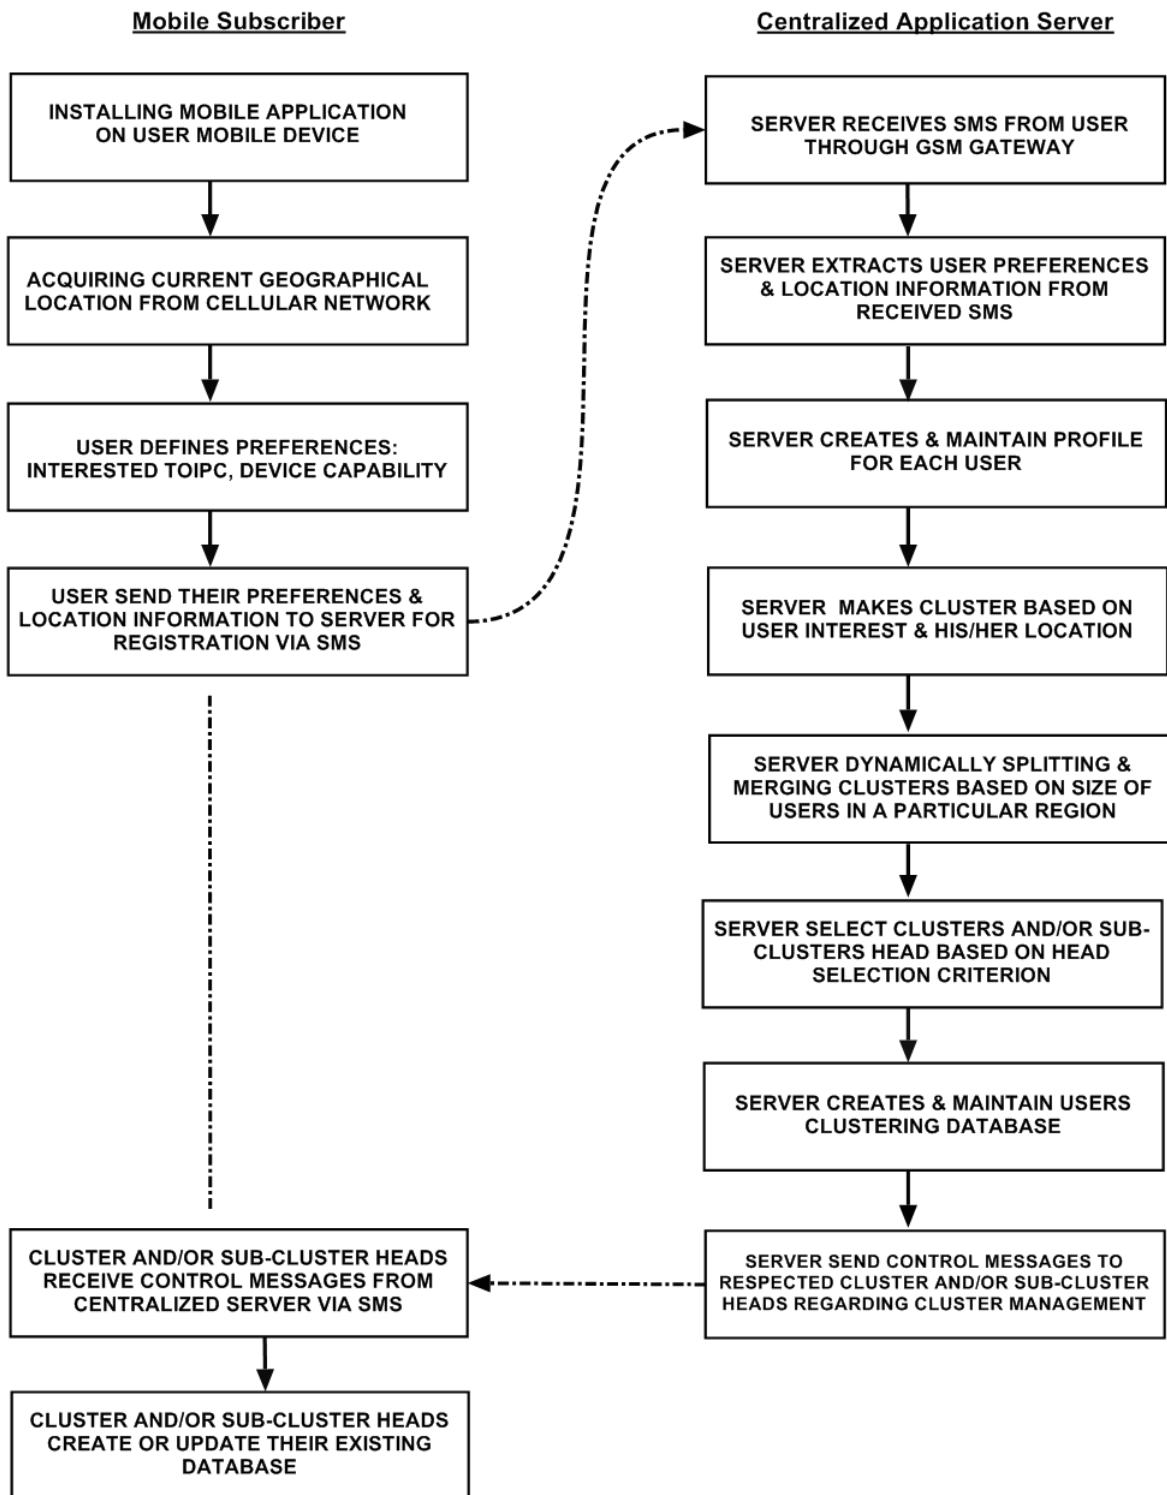 Mobile Subscriber
INSTALLING MOBILE APPLICATION
ON USER MOBILE DEVICE
ACQUIRING CURRENT GEOGRAPHICAL
LOCATION FROM CELLULAR NETWORK
USER DEFINES PREFERENCES:
INTERESTED TOIPC, DEVICE CAPABILITY
USER SEND THEIR PREFERENCES &
LOCATION INFORMATION TO SERVER FOR
REGISTRATION VIA SMS
CLUSTER AND/OR SUB-CLUSTER HEADS
RECEIVE CONTROL MESSAGES FROM
CENTRALIZED SERVER VIA SMS
CLUSTER AND/OR SUB-CLUSTER HEADS
CREATE OR UPDATE THEIR EXISTING
DATABASE
Centralized Application Server
SERVER RECEIVES SMS FROM USER
THROUGH GSM GATEWAY
SERVER EXTRACTS USER PREFERENCES
& LOCATION INFORMATION FROM
RECEIVED SMS
SERVER CREATES & MAINTAIN PROFILE
FOR EACH USER
SERVER MAKES CLUSTER BASED ON
USER INTEREST & HIS/HER LOCATION
SERVER DYNAMICALLY SPLITTING &
MERGING CLUSTERS BASED ON SIZE OF
USERS IN A PARTICULAR REGION
SERVER SELECT CLUSTERS AND/OR SUB-
CLUSTERS HEAD BASED ON HEAD
SELECTION CRITERION
SERVER CREATES & MAINTAIN USERS
CLUSTERING DATABASE
SERVER SEND CONTROL MESSAGES TO
RESPECTED CLUSTER AND/OR SUB-CLUSTER
HEADS REGARDING CLUSTER MANAGEMENT